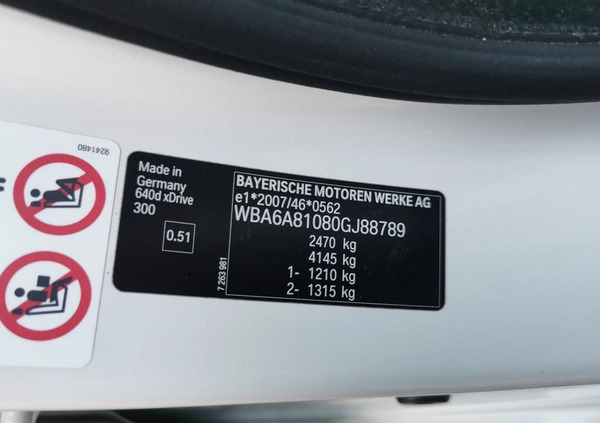 9241480
Made in
Germany
640d xDrive
300
0.51
7 263 981
BAYERISCHE MOTOREN WERKE AG
e1*2007/46*0562
WBA6A81080GJ88789
2470 kg
4145 kg
1- 1210 kg
2- 1315 kg